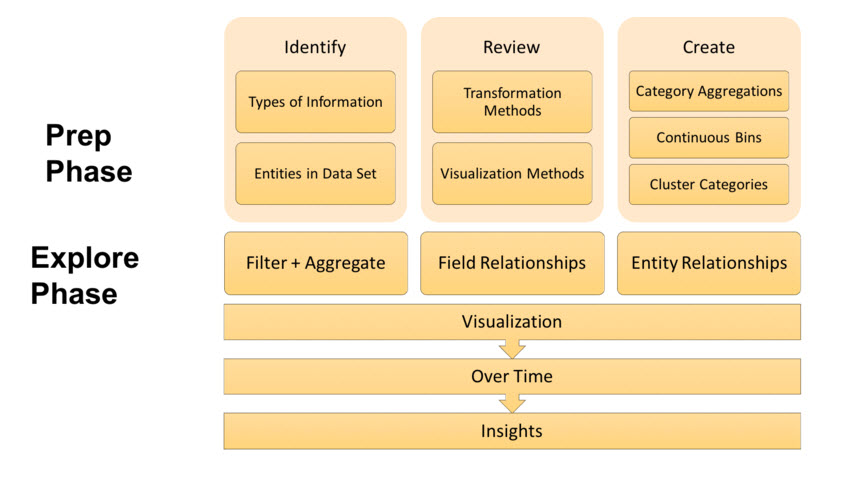 Identify
Review
Create
Prep
Phase
Types of Information
Entities in Data Set
Transformation
Methods
Visualization Methods
Category Aggregations
Continuous Bins
Cluster Categories
Explore
Phase
Filter + Aggregate
Field Relationships
Entity Relationships
Visualization
Over Time
Insights